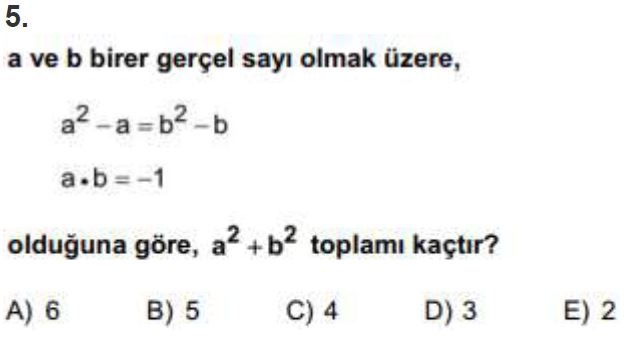 5.
a ve b birer gerçel sayı olmak üzere,
a² – a = b² – b
a•b = –1
olduğuna göre, a² + b² toplamı kaçtır?
A) 6 B) 5 C) 4 D) 3 E) 2